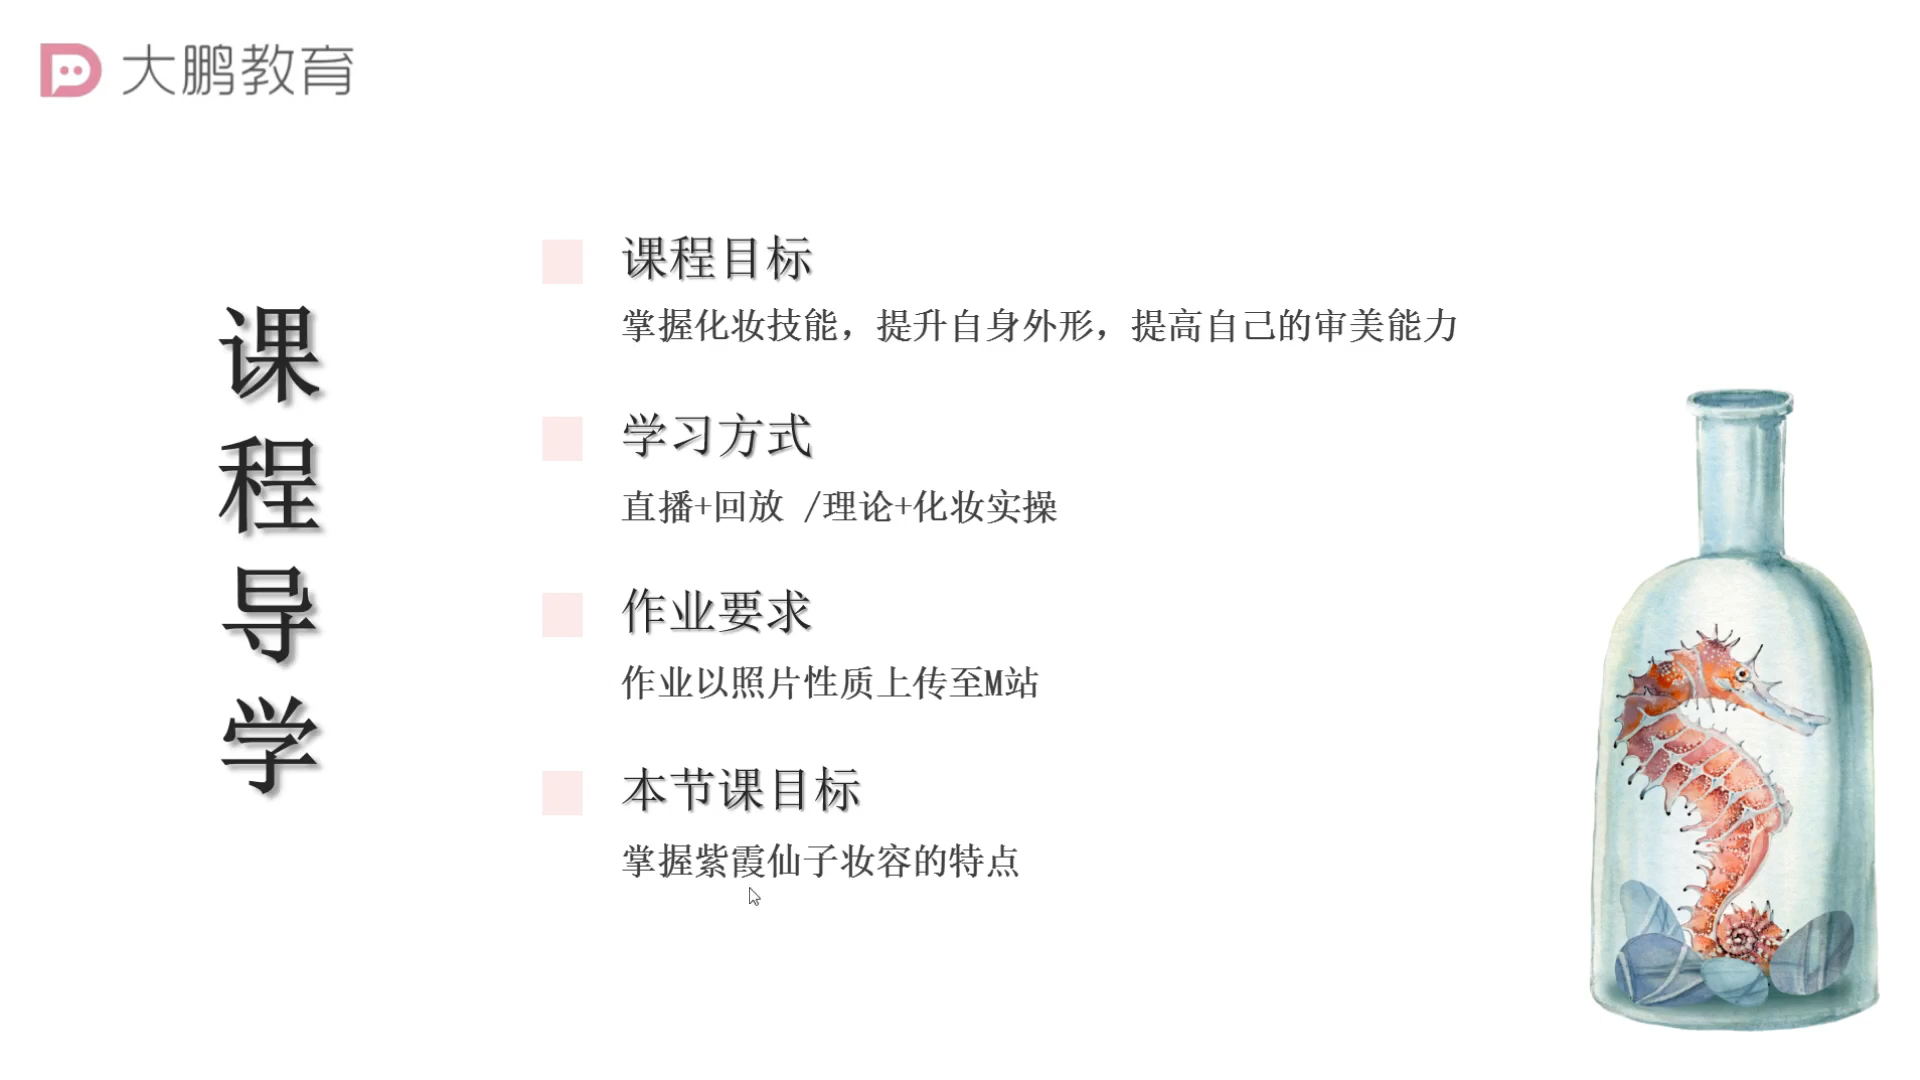 大鹏教育
课程导学
课程目标
掌握化妆技能，提升自身外形，提高自己的审美能力
学习方式
直播+回放 /理论+化妆实操
作业要求
作业以照片性质上传至M站
本节课目标
掌握紫霞仙子妆容的特点